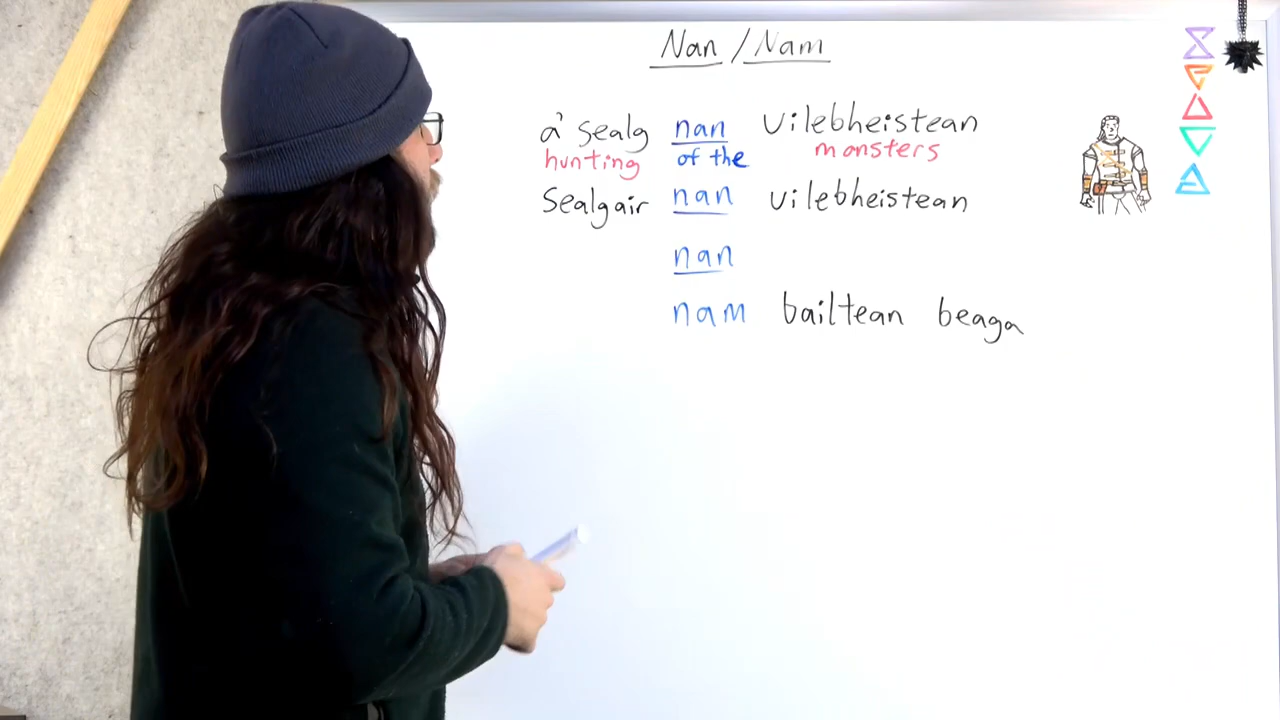 Nan / Nam
a' sealg nan uilebheistean
hunting of the monsters
Sealgair nan uilebheistean
nan
nam bailtean beaga